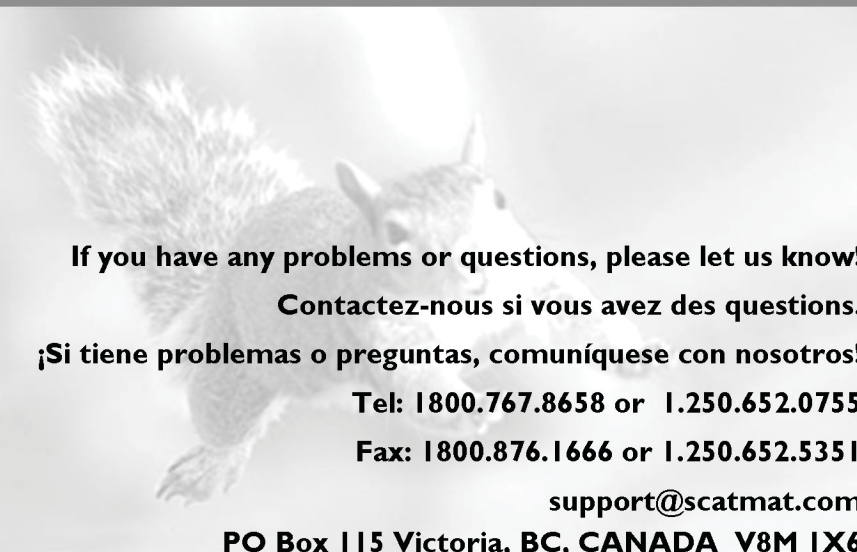 If you have any problems or questions, please let us know!
Contactez-nous si vous avez des questions.
¡Si tiene problemas o preguntas, comuníquese con nosotros!
Tel: 1800.767.8658 or 1.250.652.0755
Fax: 1800.876.1666 or 1.250.652.5351
support@scatmat.com
PO Box 115 Victoria, BC, CANADA V8M 1X6